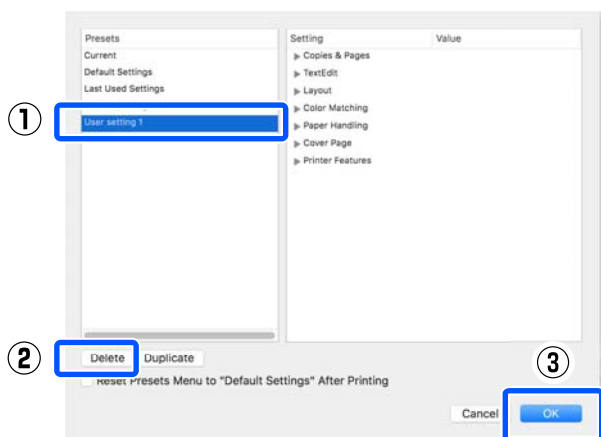 Presets
Setting Value
Current
Copies & Pages
Default Settings
TextEdit
Last Used Settings
Layout
Color Matching
①
User setting 1
Paper Handling
Cover Page
Printer Features
②
Delete Duplicate
③
Reset Presets Menu to "Default Settings" After Printing
Cancel OK